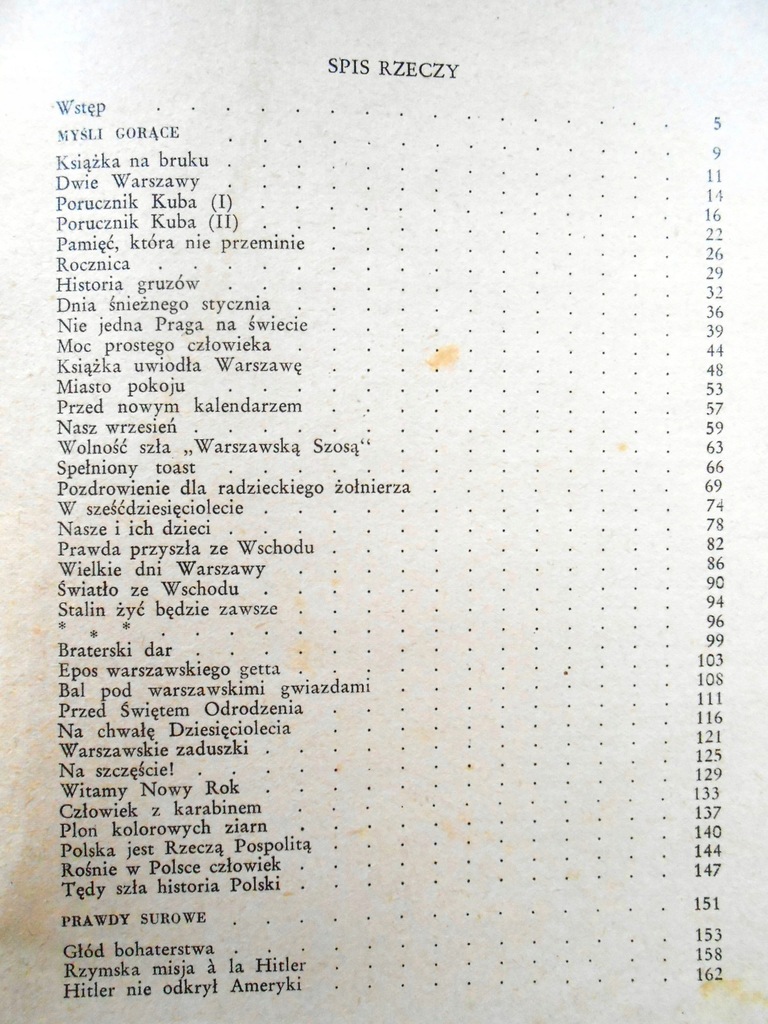 SPIS RZECZY
Wstęp . . . . . . . . . . . . . . . 5
MYŚLI GORĄCE . . . . . . . . . . . . . 9
Książka na bruku . . . . . . . . . . . . . 11
Dwie Warszawy . . . . . . . . . . . . . 14
Porucznik Kuba (I) . . . . . . . . . . . . 16
Porucznik Kuba (II) . . . . . . . . . . . . 22
Pamięć, która nie przeminie . . . . . . . . . . 26
Rocznica . . . . . . . . . . . . . . . 29
Historia gruzów . . . . . . . . . . . . . 32
Dnia śnieżnego stycznia . . . . . . . . . . . 36
Nie jedna Praga na świecie . . . . . . . . . . 39
Moc prostego człowieka . . . . . . . . . . . 44
Książka uwiodła Warszawę . . . . . . . . . . 48
Miasto pokoju . . . . . . . . . . . . . 53
Przed nowym kalendarzem . . . . . . . . . . 57
Nasz wrzesień . . . . . . . . . . . . . . 59
Wolność szła „Warszawską Szosą“ . . . . . . . . 63
Spełniony toast . . . . . . . . . . . . . 66
Pozdrowienie dla radzieckiego żołnierza . . . . . . . 69
W sześćdziesięciolecie . . . . . . . . . . . . 74
Nasze i ich dzieci . . . . . . . . . . . . . 78
Prawda przyszła ze Wschodu . . . . . . . . . . 82
Wielkie dni Warszawy . . . . . . . . . . . 86
Światło ze Wschodu . . . . . . . . . . . . 90
Stalin żyć będzie zawsze . . . . . . . . . . . 94
* * * . . . . . . . . . . . . . . . 96
Braterski dar . . . . . . . . . . . . . . 99
Epos warszawskiego getta . . . . . . . . . . . 103
Bal pod warszawskimi gwiazdami . . . . . . . . 108
Przed Świętem Odrodzenia . . . . . . . . . . 111
Na chwałę Dziesięciolecia . . . . . . . . . . . 116
Warszawskie zaduszki . . . . . . . . . . . . 121
Na szczęście! . . . . . . . . . . . . . . 125
Witamy Nowy Rok . . . . . . . . . . . . 129
Człowiek z karabinem . . . . . . . . . . . 133
Plon kolorowych ziarn . . . . . . . . . . . 137
Polska jest Rzeczą Pospolitą . . . . . . . . . . 140
Rośnie w Polsce człowiek . . . . . . . . . . . 144
Tędy szła historia Polski . . . . . . . . . . . 147
PRAWDY SUROWE . . . . . . . . . . . . . 151
Głód bohaterstwa . . . . . . . . . . . . . 153
Rzymska misja à la Hitler . . . . . . . . . . 158
Hitler nie odkrył Ameryki . . . . . . . . . . 162